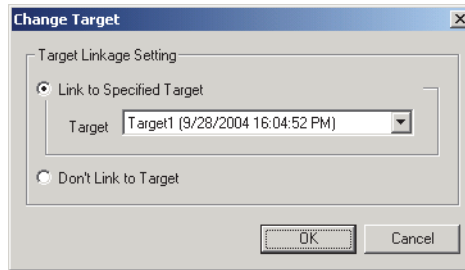 Change Target
Target Linkage Setting
Link to Specified Target
Target Target1 (9/28/2004 16:04:52 PM)
Don't Link to Target
OK Cancel